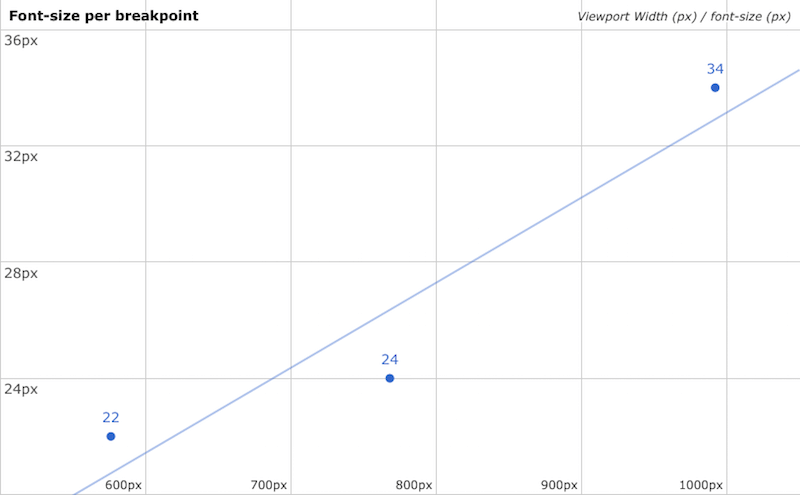 Font-size per breakpoint
Viewport Width (px) / font-size (px)
36px
34
32px
28px
24
24px
22
600px
700px
800px
900px
1000px